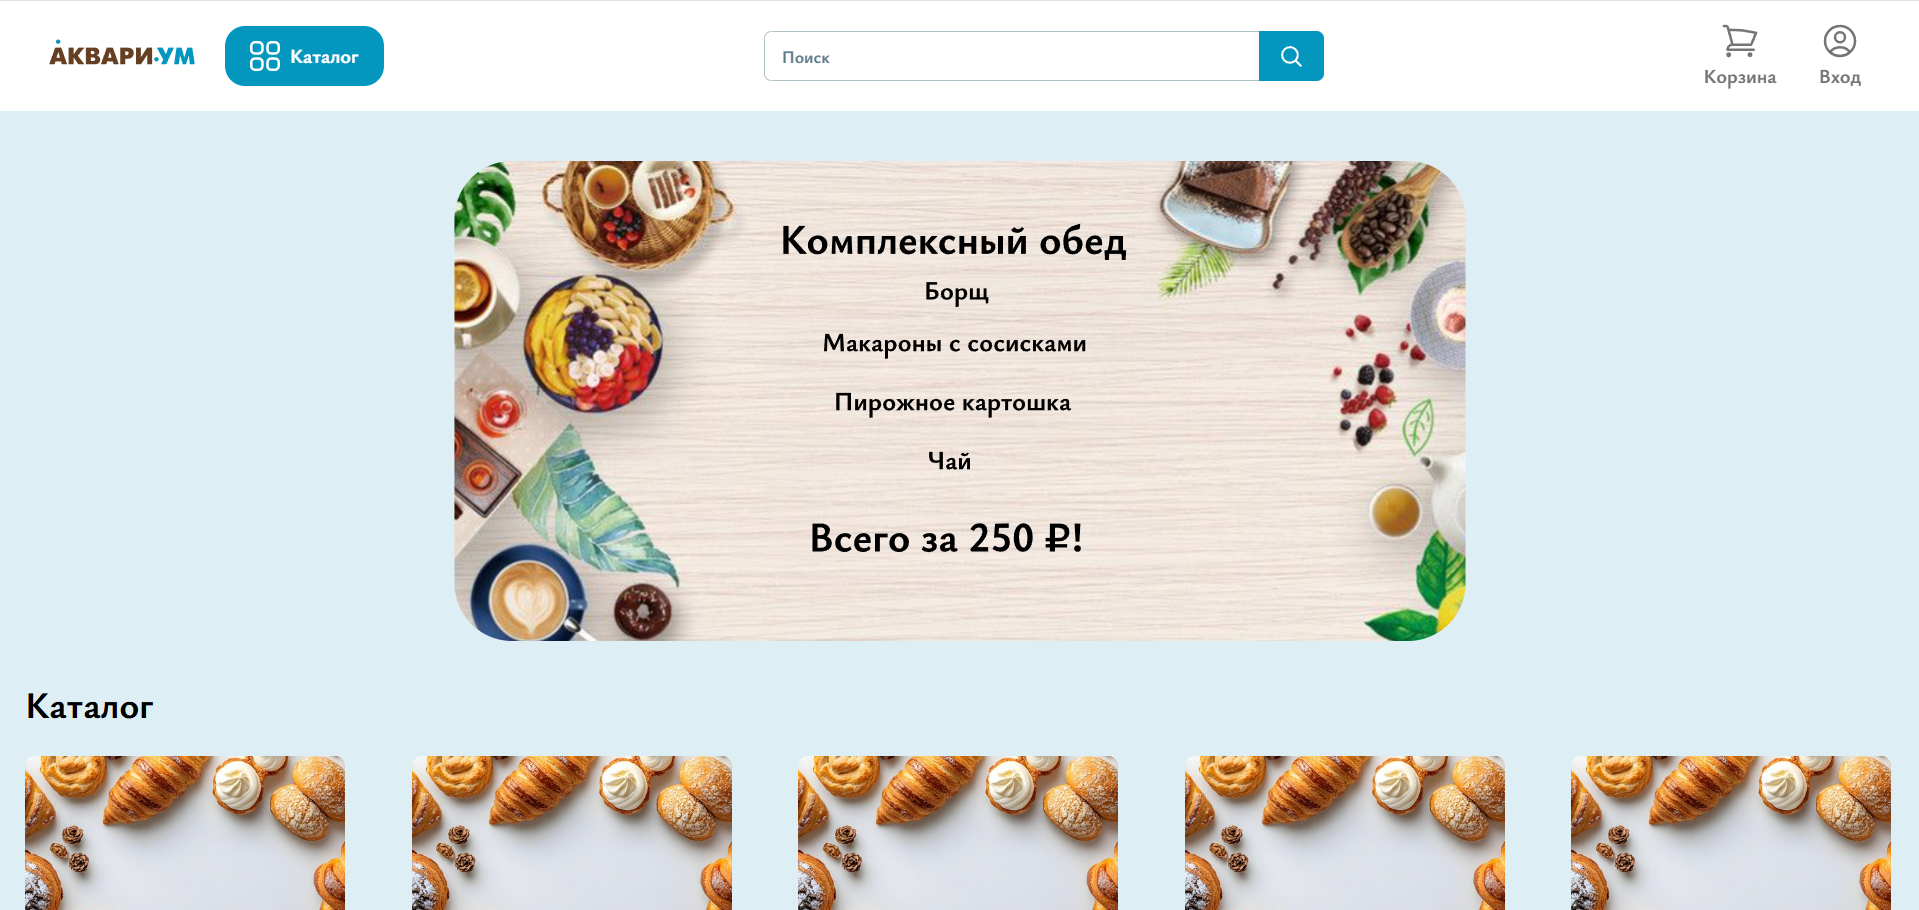 АКВАРИ·УМ
Каталог
Поиск
Корзина
Вход
Комплексный обед
Борщ
Макароны с сосисками
Пирожное картошка
Чай
Всего за 250 ₽!
Каталог